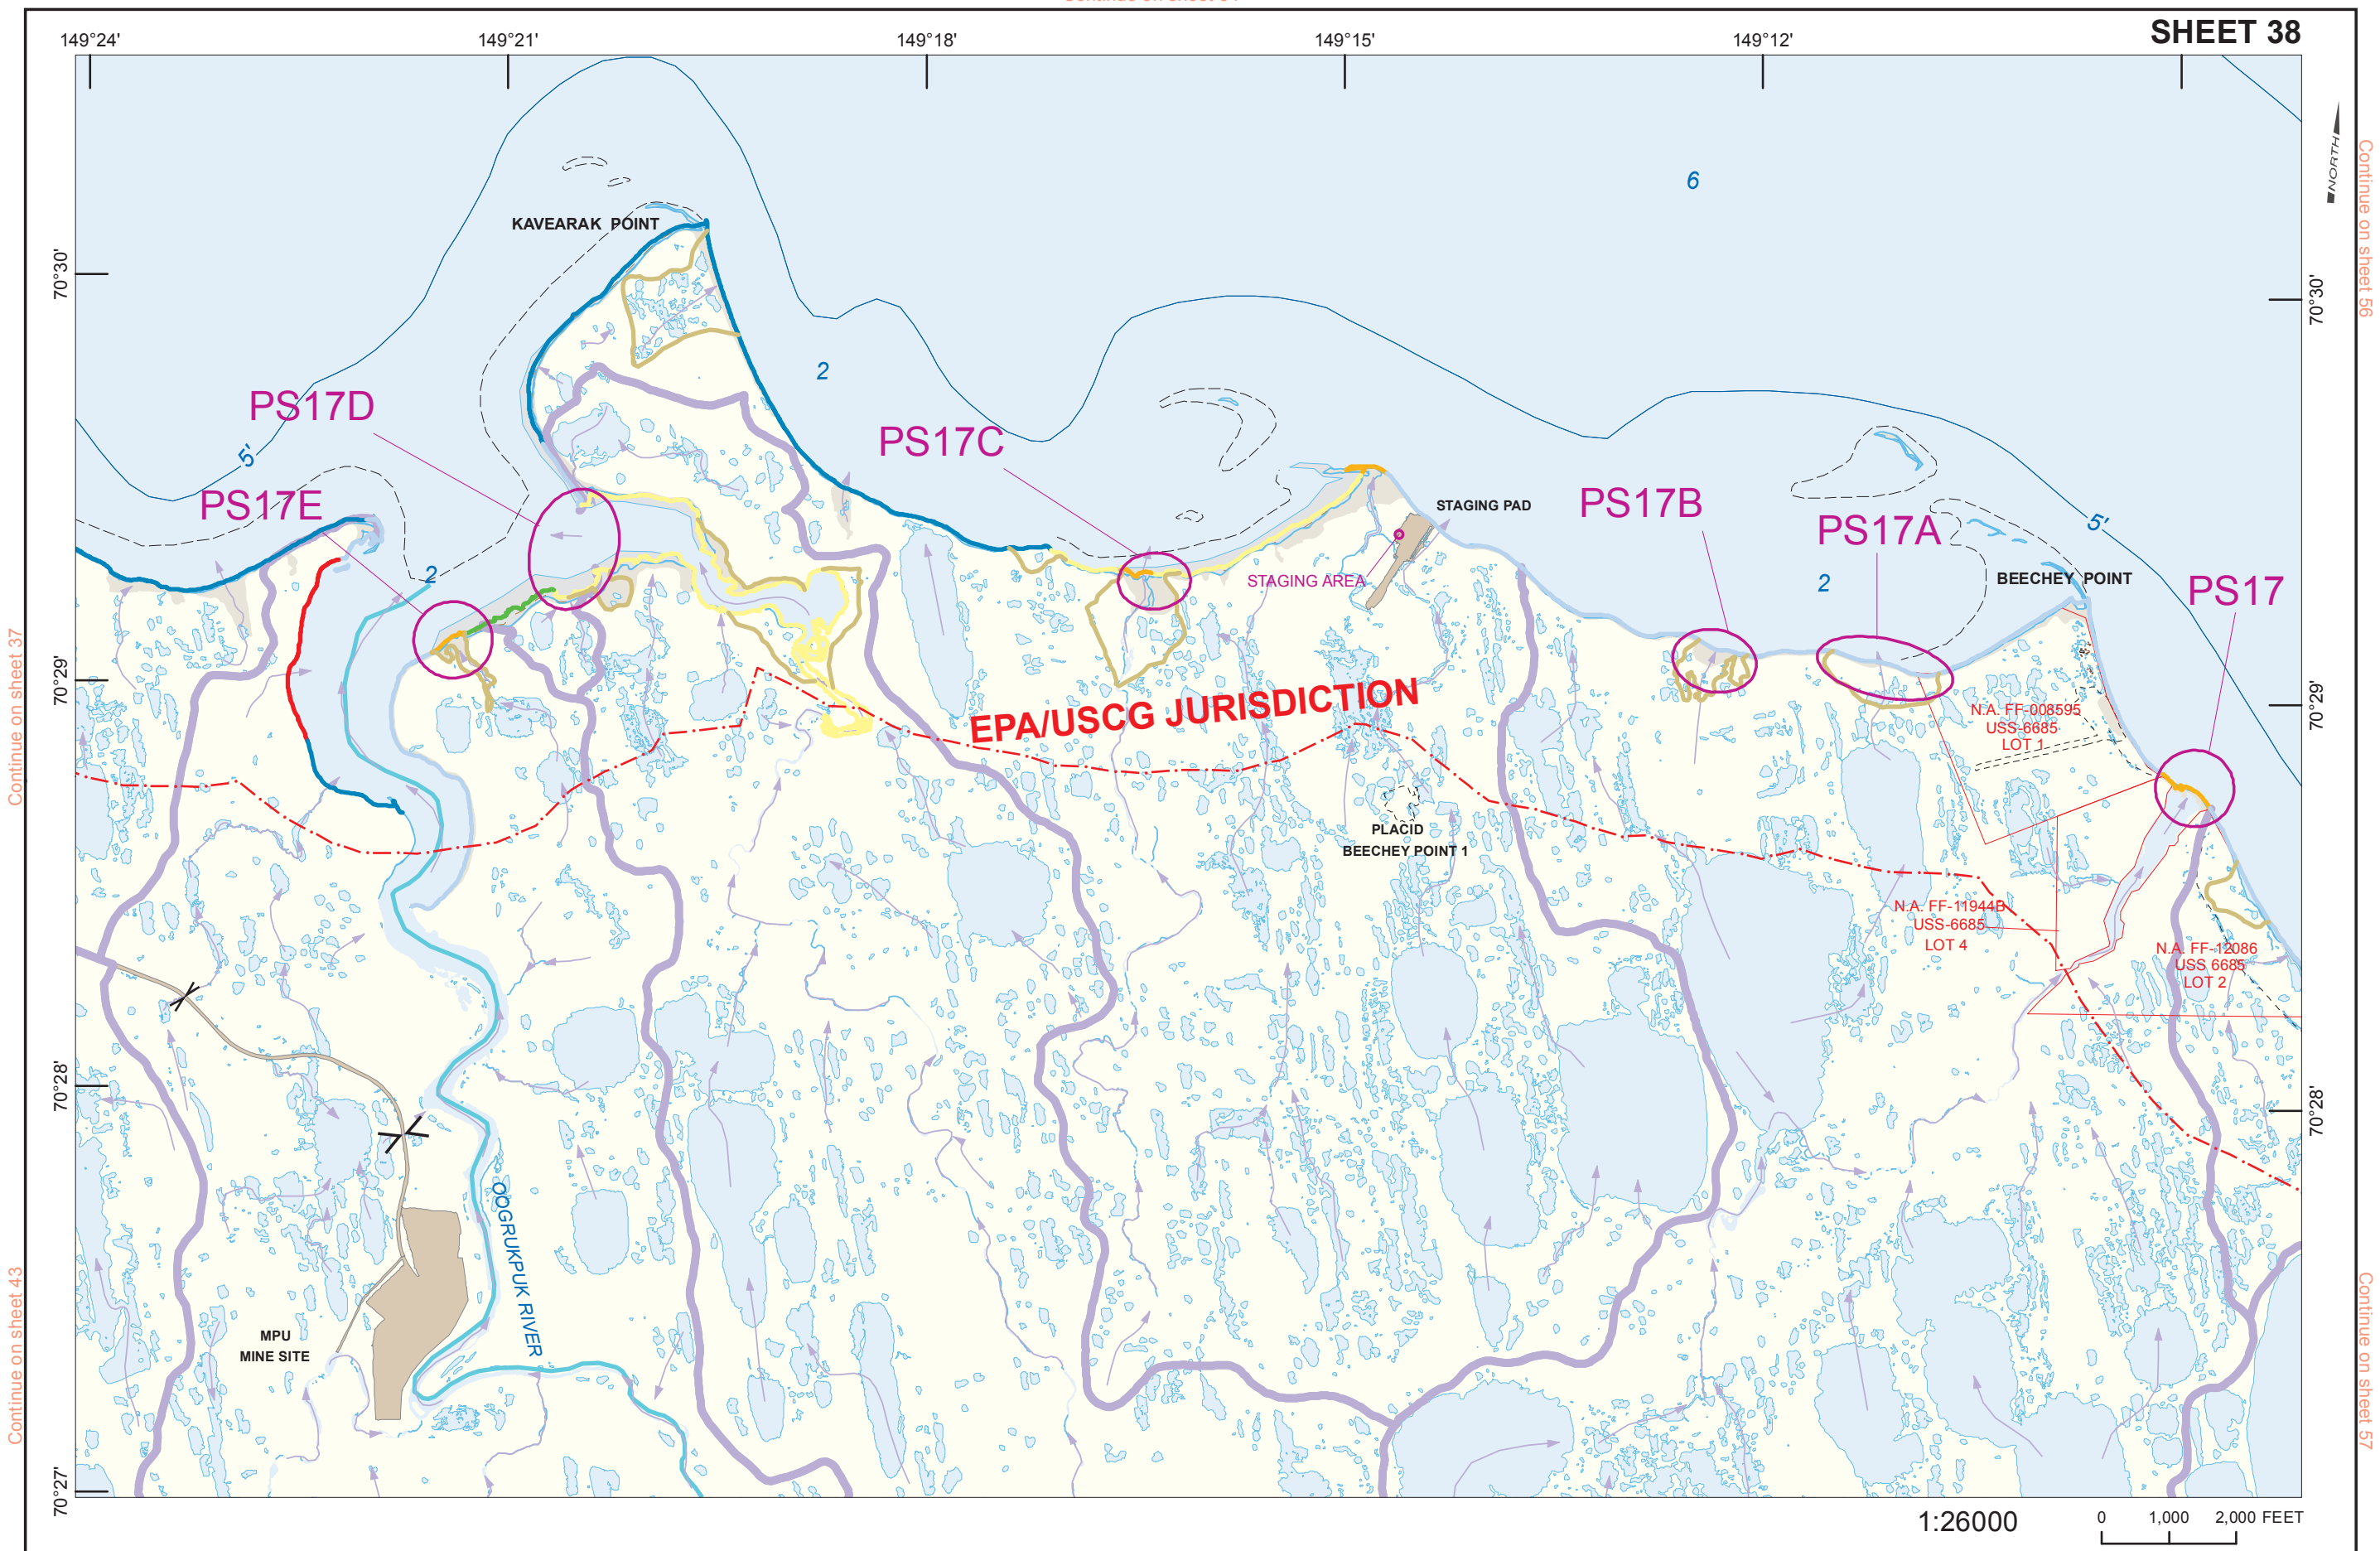 SHEET 38
149°24'
149°21'
149°18'
149°15'
149°12'
NORTH
Continue on sheet 56
6
KAVEARAK POINT
70°30'
70°30'
2
PS17D
5'
PS17C
PS17E
STAGING PAD
PS17B
PS17A
5'
STAGING AREA
2
2
BEECHEY POINT
PS17
Continue on sheet 37
70°29'
70°29'
EPA/USCG JURISDICTION
N.A. FF-008595
USS-6685
LOT 1
PLACID
BEECHEY POINT 1
N.A. FF-11944B
USS-6685
LOT 4
N.A. FF-12086
USS 6685
LOT 2
70°28'
70°28'
OOGRUKPUK RIVER
MPU
MINE SITE
Continue on sheet 43
Continue on sheet 57
70°27'
1:26000
0 1,000 2,000 FEET